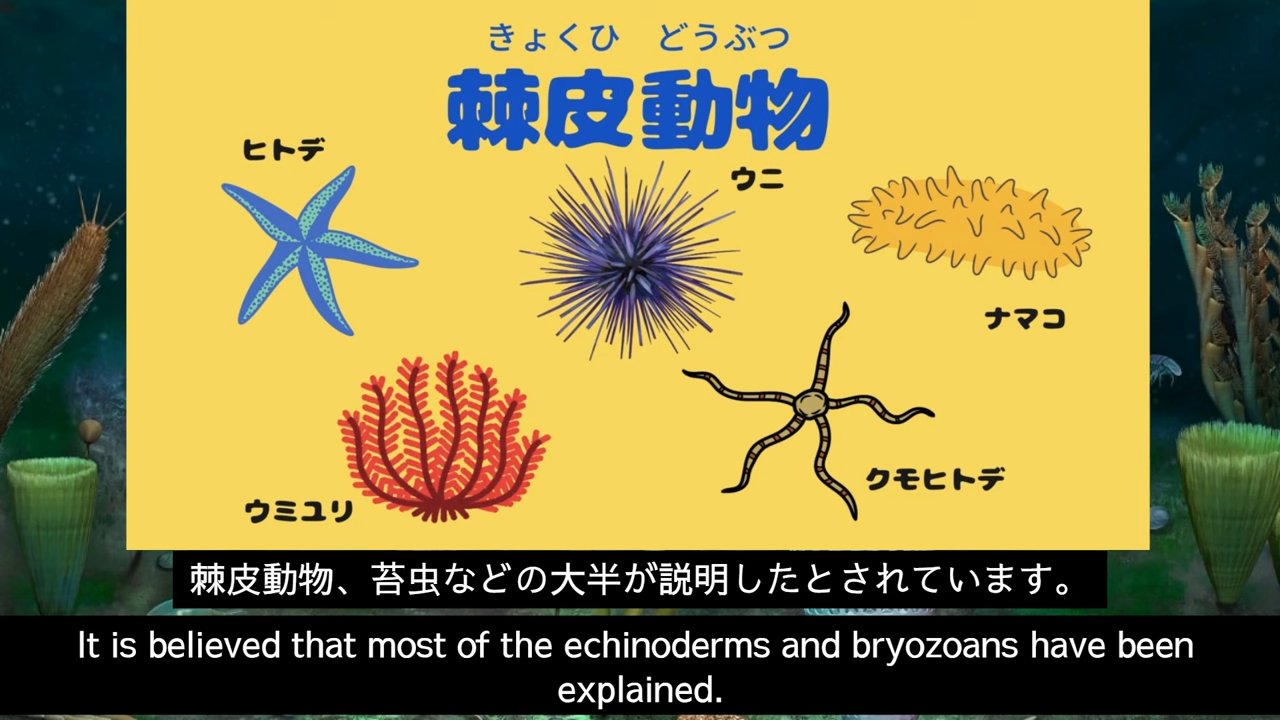 きょくひ どうぶつ
棘皮動物
ヒトデ
ウニ
ナマコ
ウミユリ
クモヒトデ
棘皮動物、苔虫などの大半が説明したとされています。
It is believed that most of the echinoderms and bryozoans have been
explained.